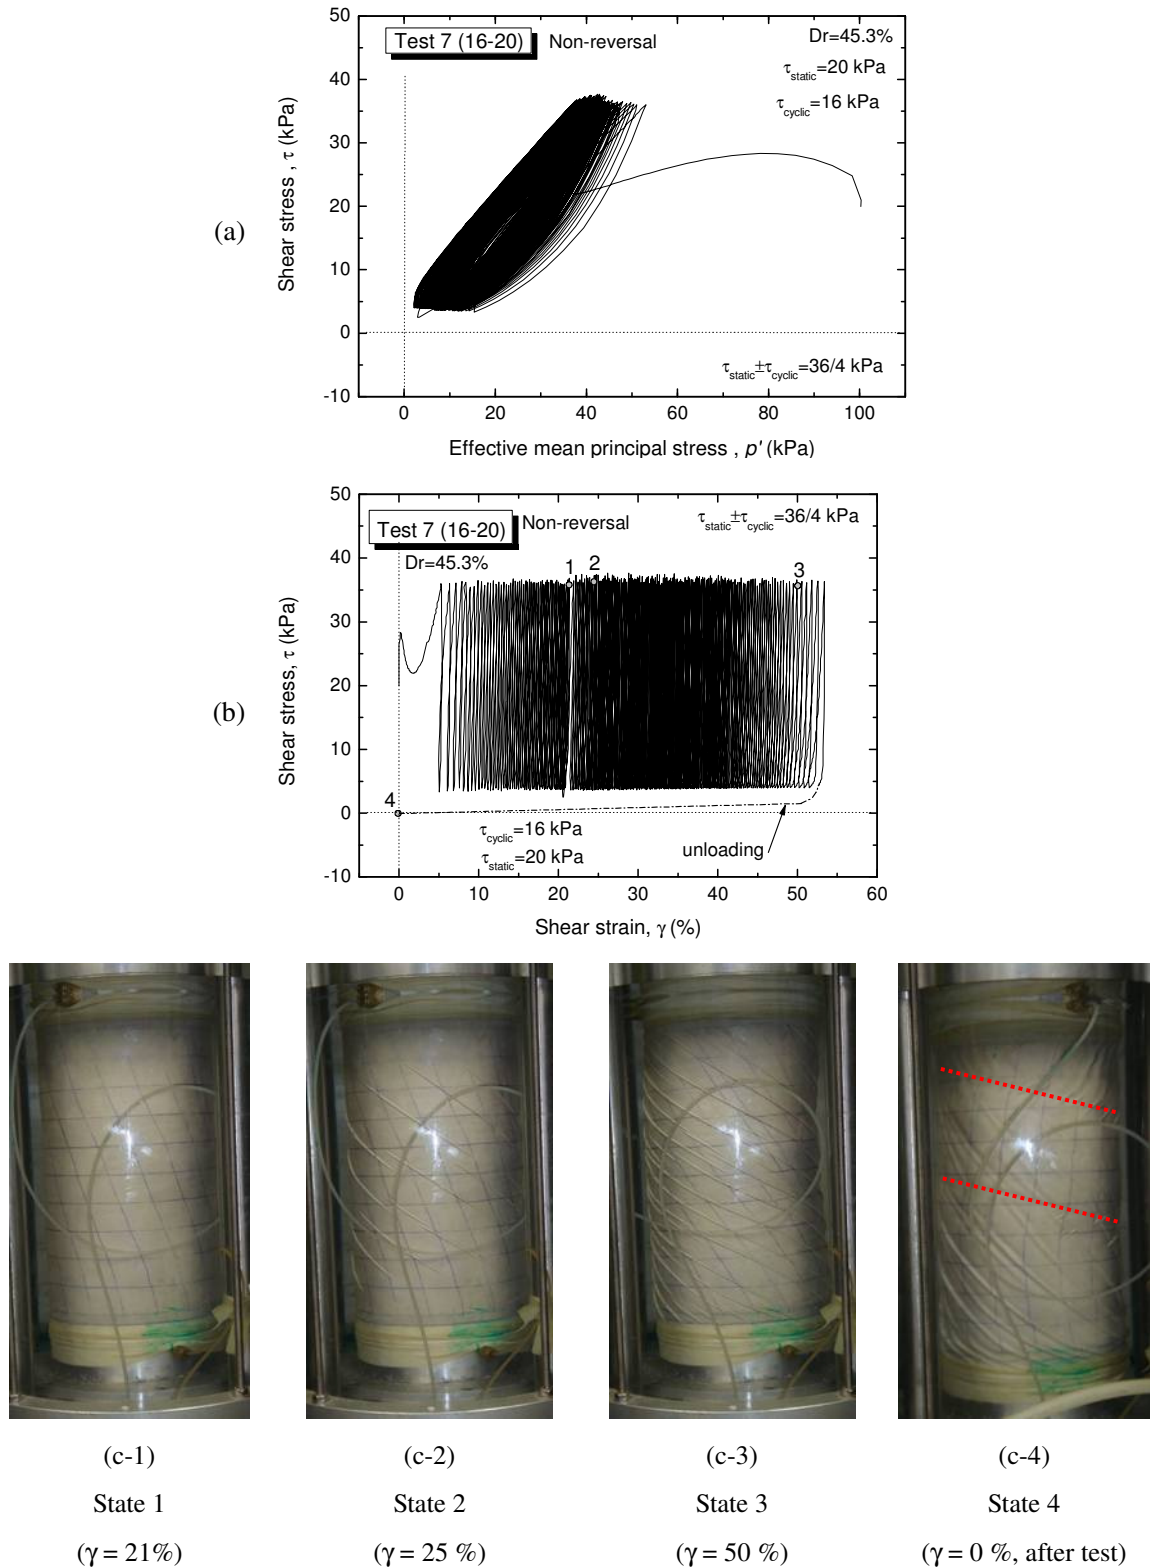 50
Test 7 (16-20) Non-reversal Dr=45.3%
τstatic=20 kPa
40
τcyclic=16 kPa
30
20
10
0
τstatic±τcyclic=36/4 kPa
-10
0 20 40 60 80 100
Shear stress , τ (kPa)
Effective mean principal stress , p' (kPa)
(a)
50
Test 7 (16-20) Non-reversal τstatic±τcyclic=36/4 kPa
Dr=45.3%
1 2 3
40
30
20
10
4
0
τcyclic=16 kPa
τstatic=20 kPa
unloading
-10
0 10 20 30 40 50 60
Shear stress, τ (kPa)
Shear strain, γ (%)
(b)
(c-1) (c-2) (c-3) (c-4)
State 1 State 2 State 3 State 4
(γ = 21%) (γ = 25 %) (γ = 50 %) (γ = 0 %, after test)